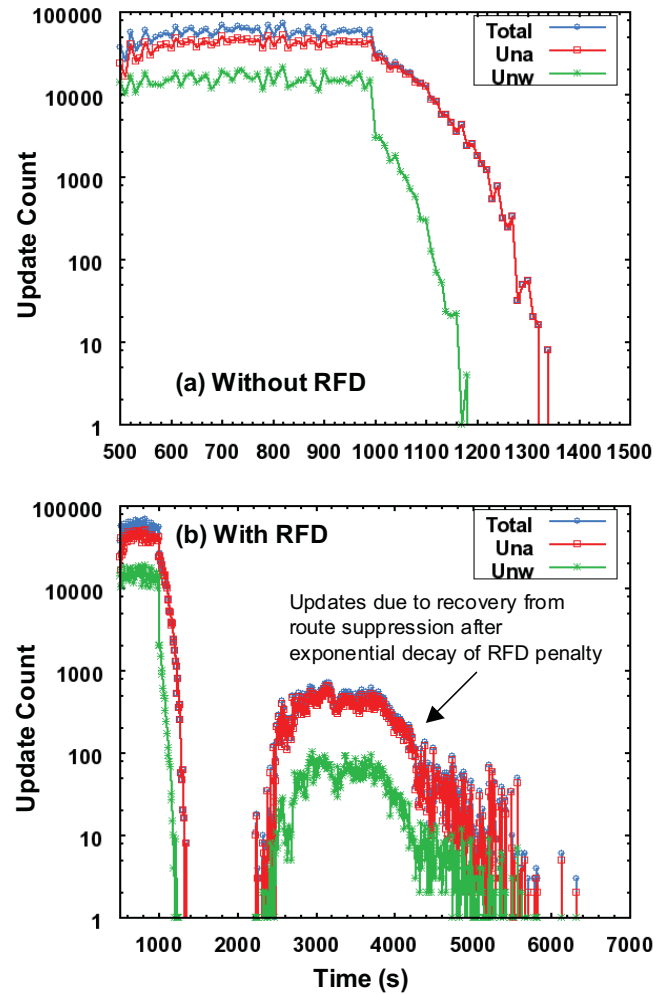 100000
10000
1000
100
10
1
Update Count
Total
Una
Unw
(a) Without RFD
500 600 700 800 900 1000 1100 1200 1300 1400 1500
100000
10000
1000
100
10
1
Update Count
(b) With RFD
Total
Una
Unw
Updates due to recovery from
route suppression after
exponential decay of RFD penalty
1000 2000 3000 4000 5000 6000 7000
Time (s)